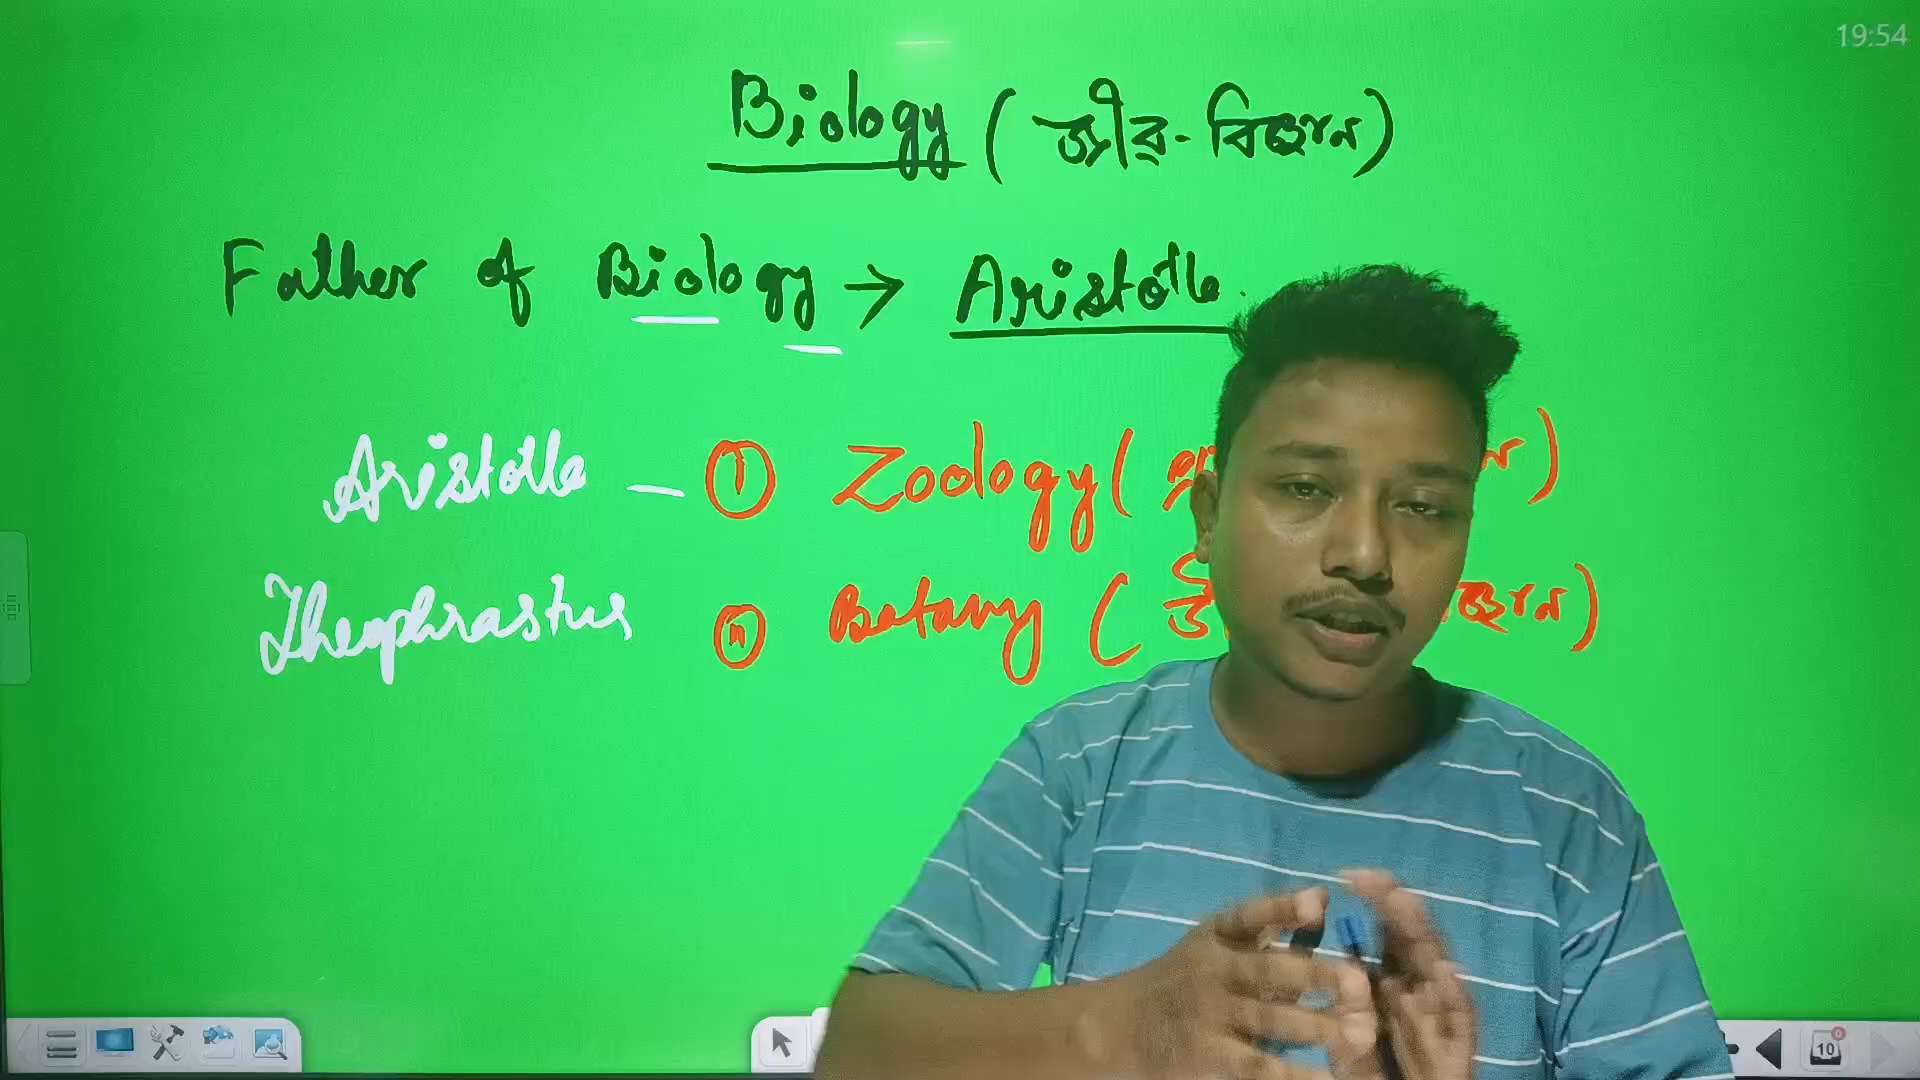 19:54
Biology (জীৱ-বিজ্ঞান)
Father of Biology → Aristotle
Aristotle — (I) Zoology (
Theophrastus (II) Botany (
10